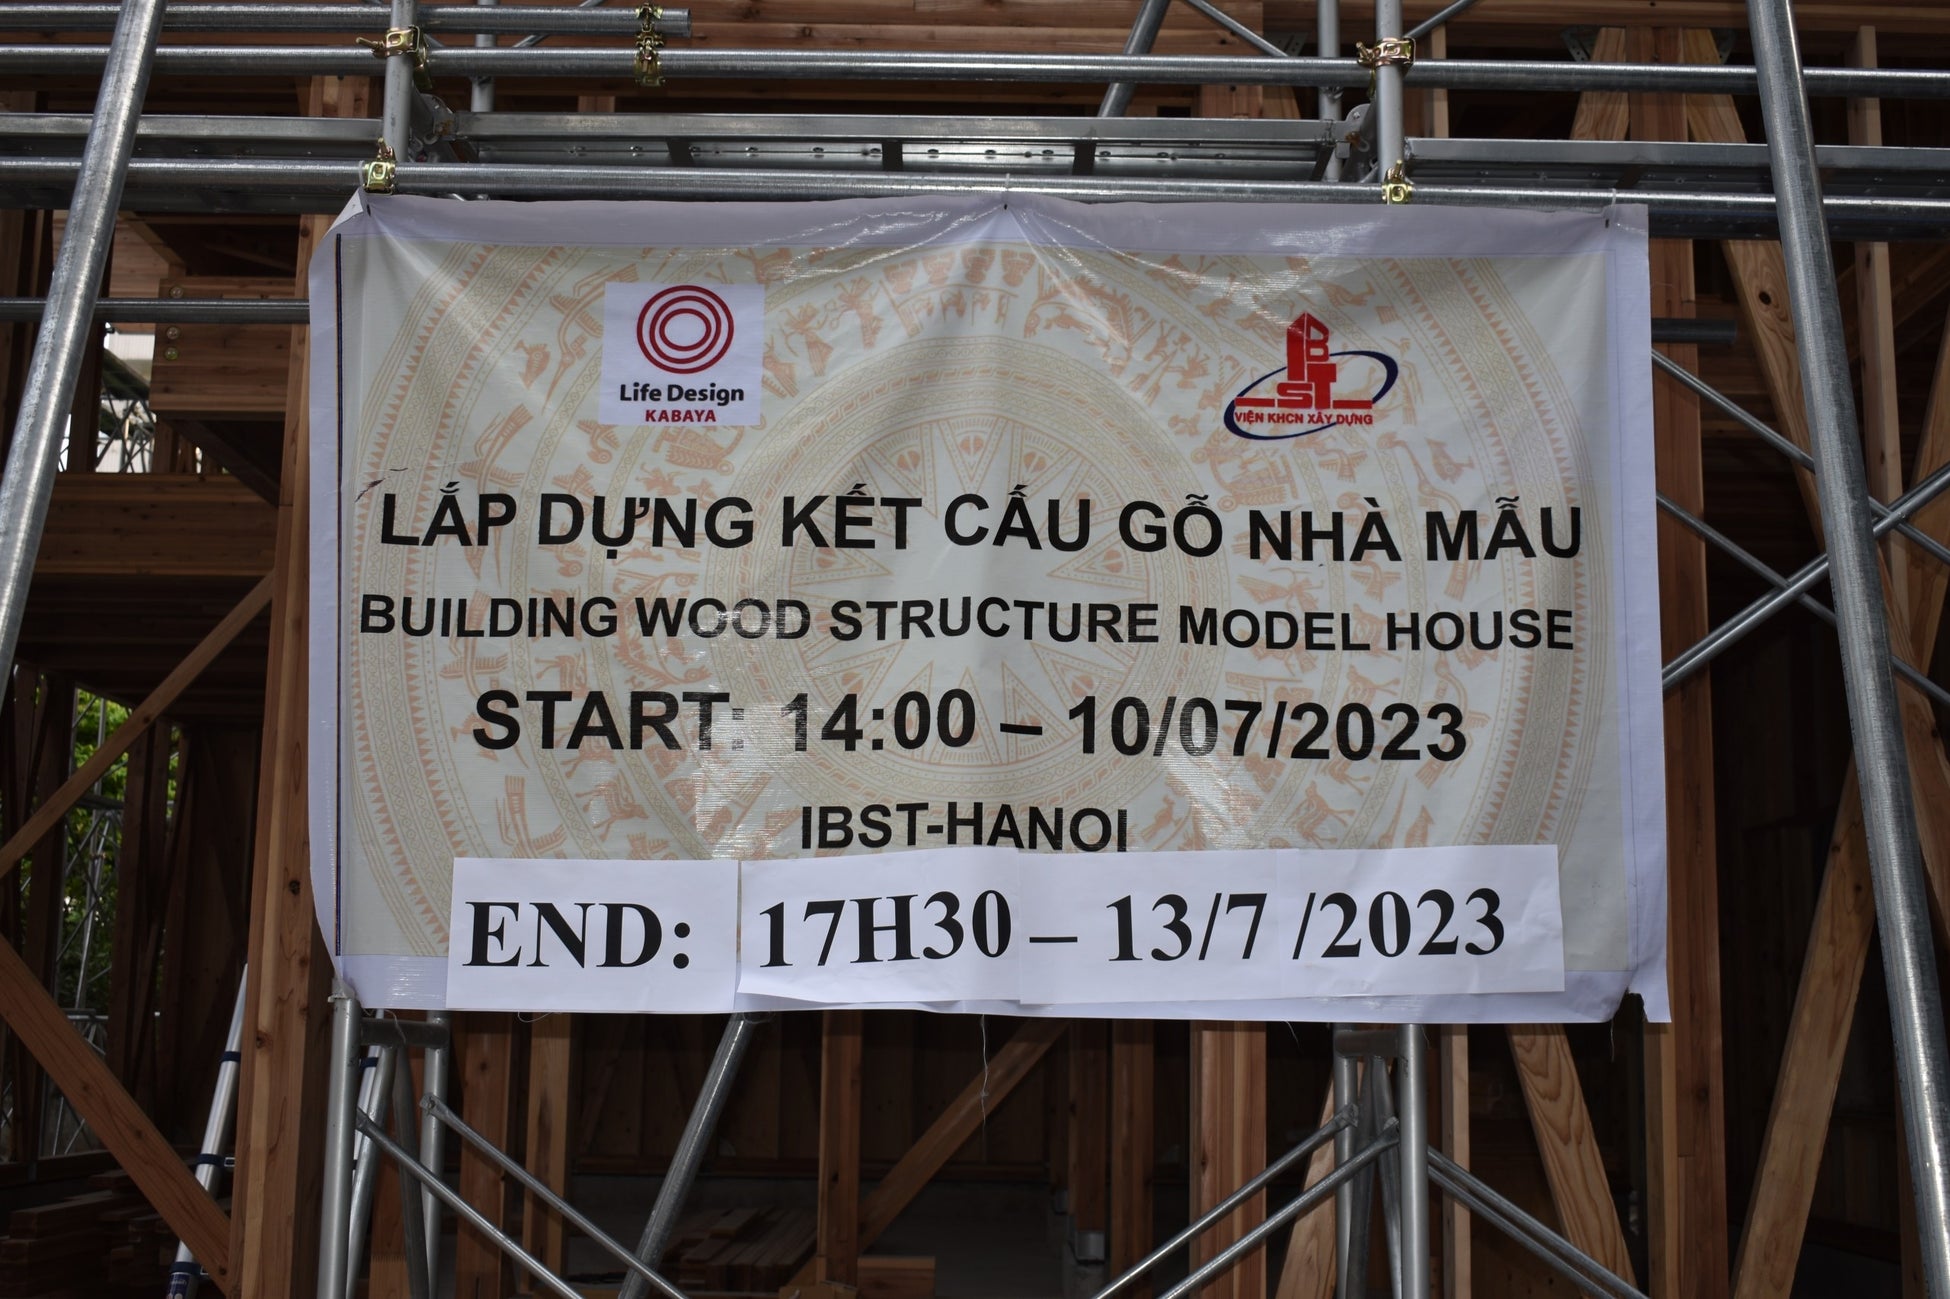 Life Design
KABAYA
IBST
VIỆN KHCN XÂY DỰNG
LẮP DỰNG KẾT CẤU GỖ NHÀ MẪU
BUILDING WOOD STRUCTURE MODEL HOUSE
START: 14:00 – 10/07/2023
IBST-HANOI
END: 17H30 – 13/7 /2023